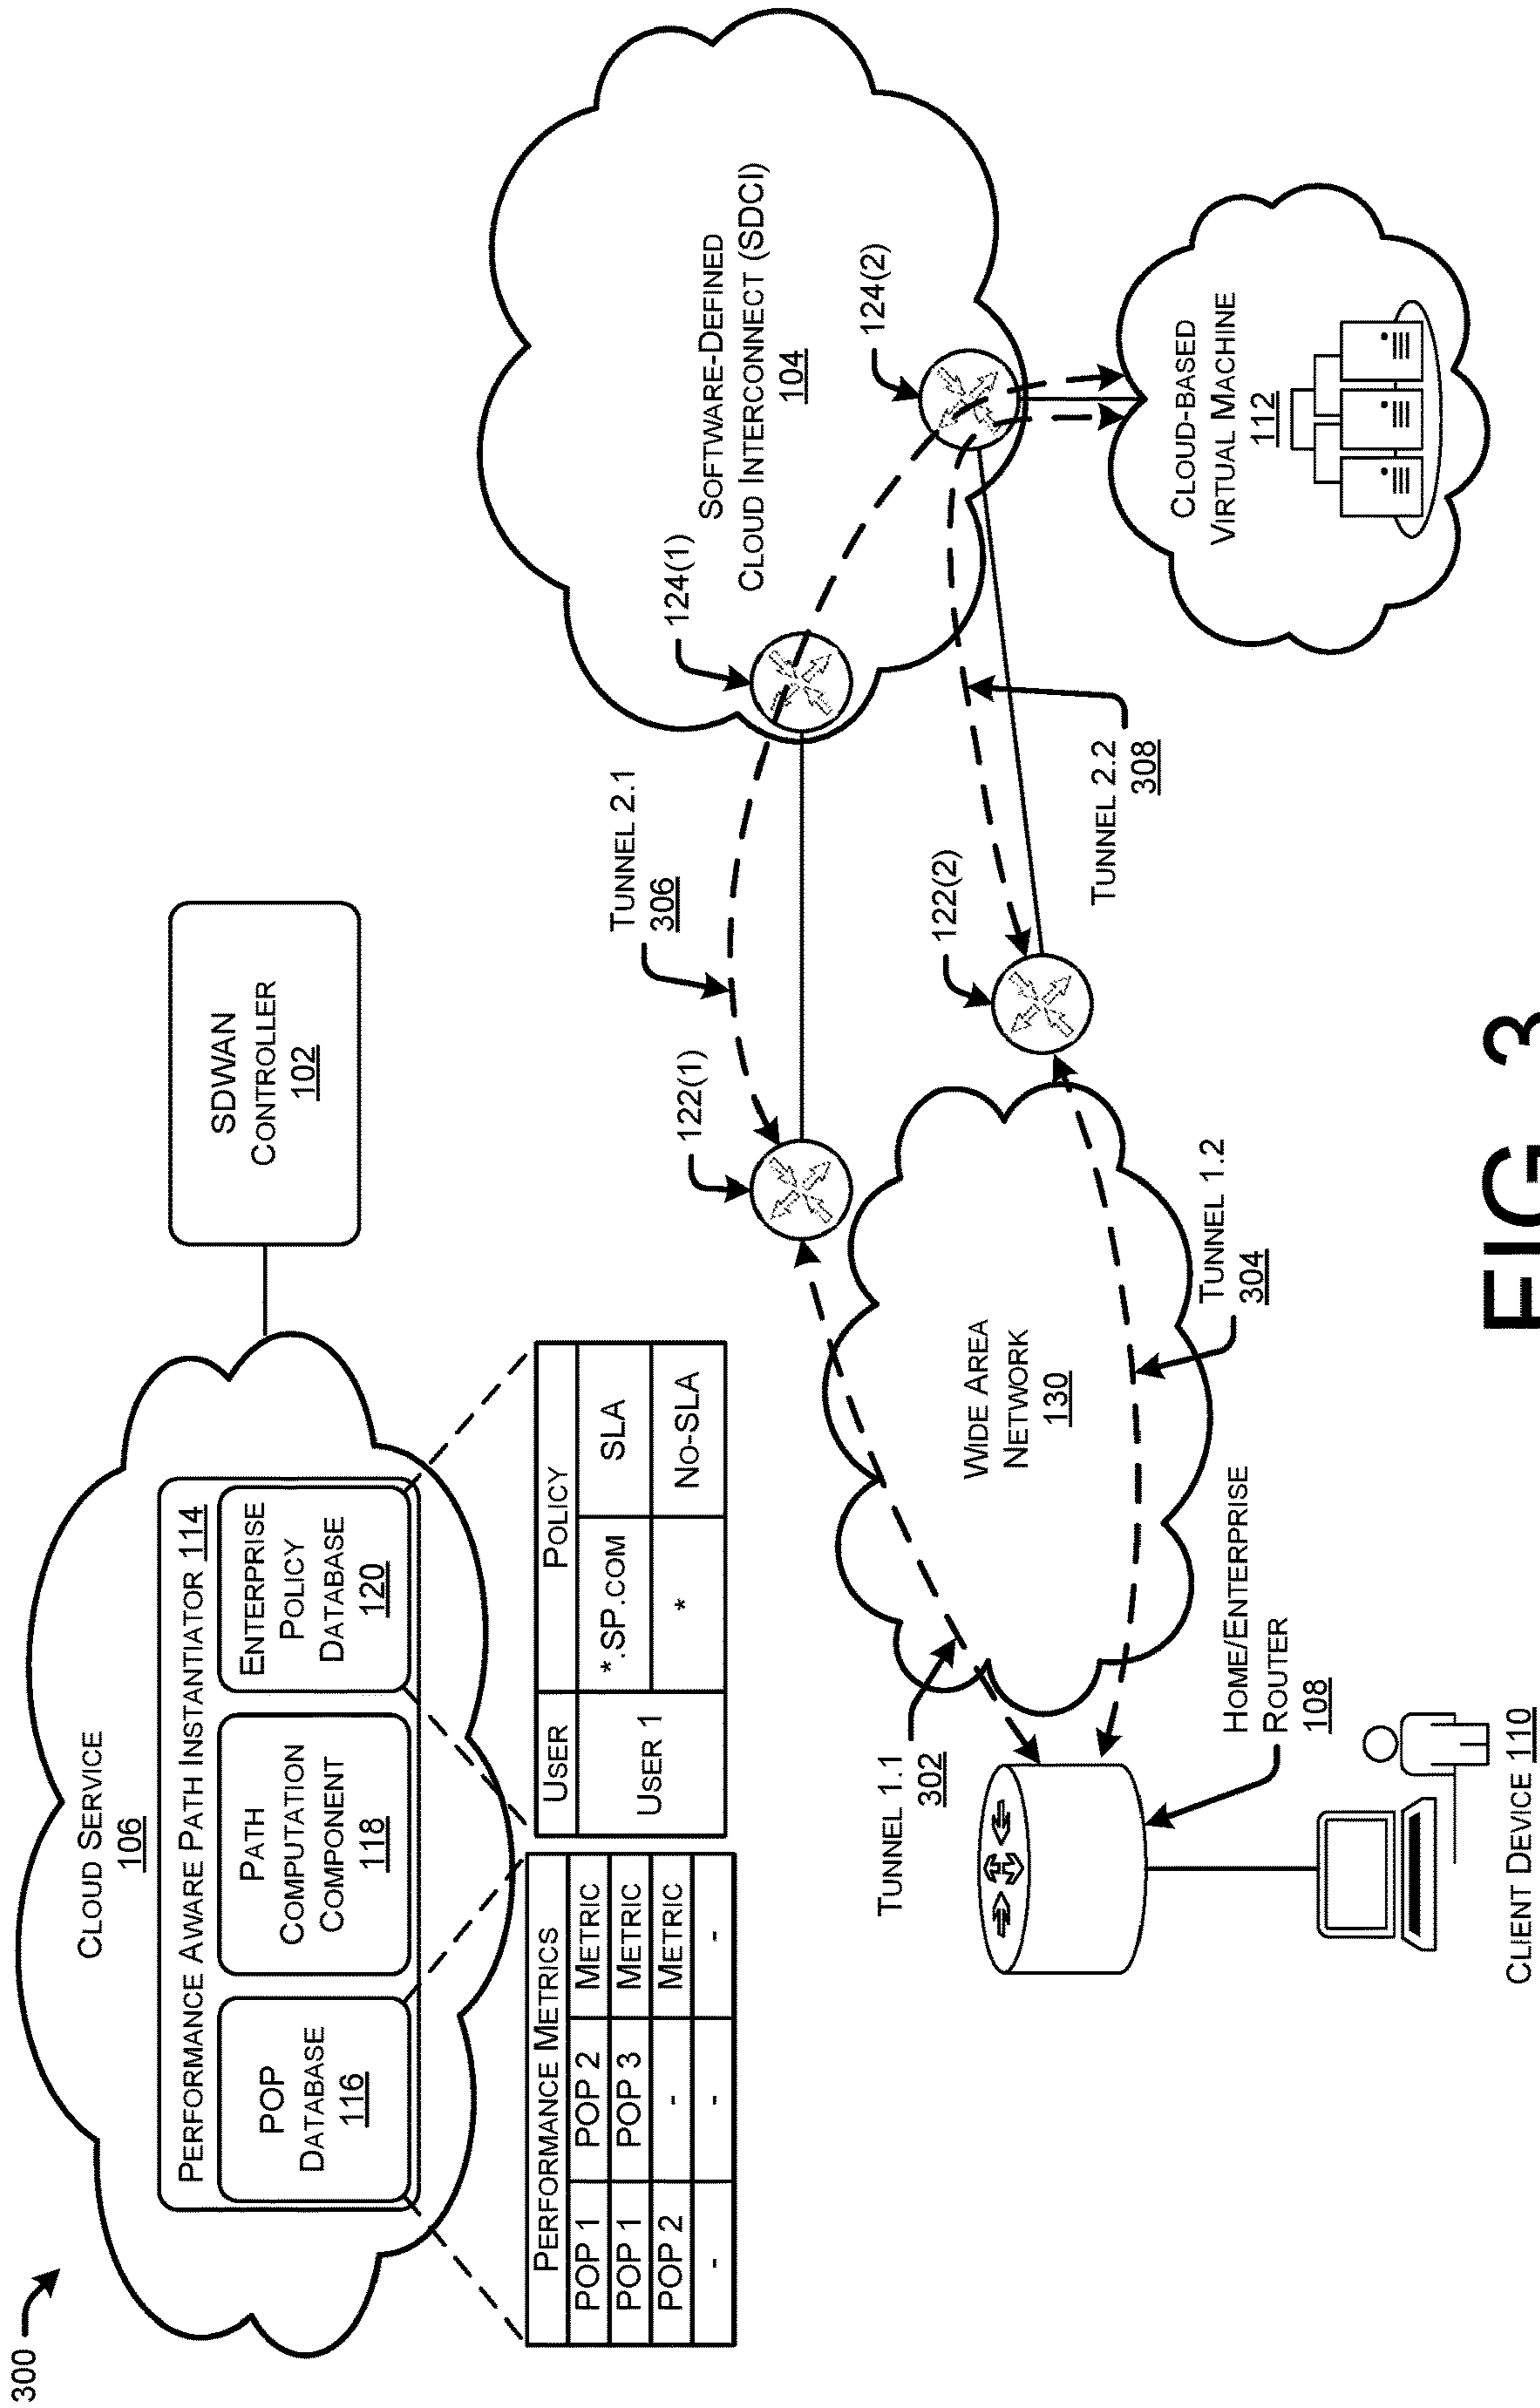 300
CLOUD SERVICE
106
PERFORMANCE AWARE PATH INSTANTIATOR 114
POP
DATABASE
116
PATH
COMPUTATION
COMPONENT
118
ENTERPRISE
POLICY
DATABASE
120
SDWAN
CONTROLLER
102
PERFORMANCE METRICS
POP 1 POP 2 METRIC
POP 1 POP 3 METRIC
POP 2 - METRIC
- - -
USER POLICY
USER 1
*.SP.COM SLA
* NO-SLA
TUNNEL 2.1
306
124(1)
SOFTWARE-DEFINED
CLOUD INTERCONNECT (SDCI)
104
122(1)
124(2)
122(2)
TUNNEL 1.1
302
WIDE AREA
NETWORK
130
TUNNEL 2.2
308
TUNNEL 1.2
304
HOME/ENTERPRISE
ROUTER
108
CLOUD-BASED
VIRTUAL MACHINE
112
CLIENT DEVICE 110
FIG. 3